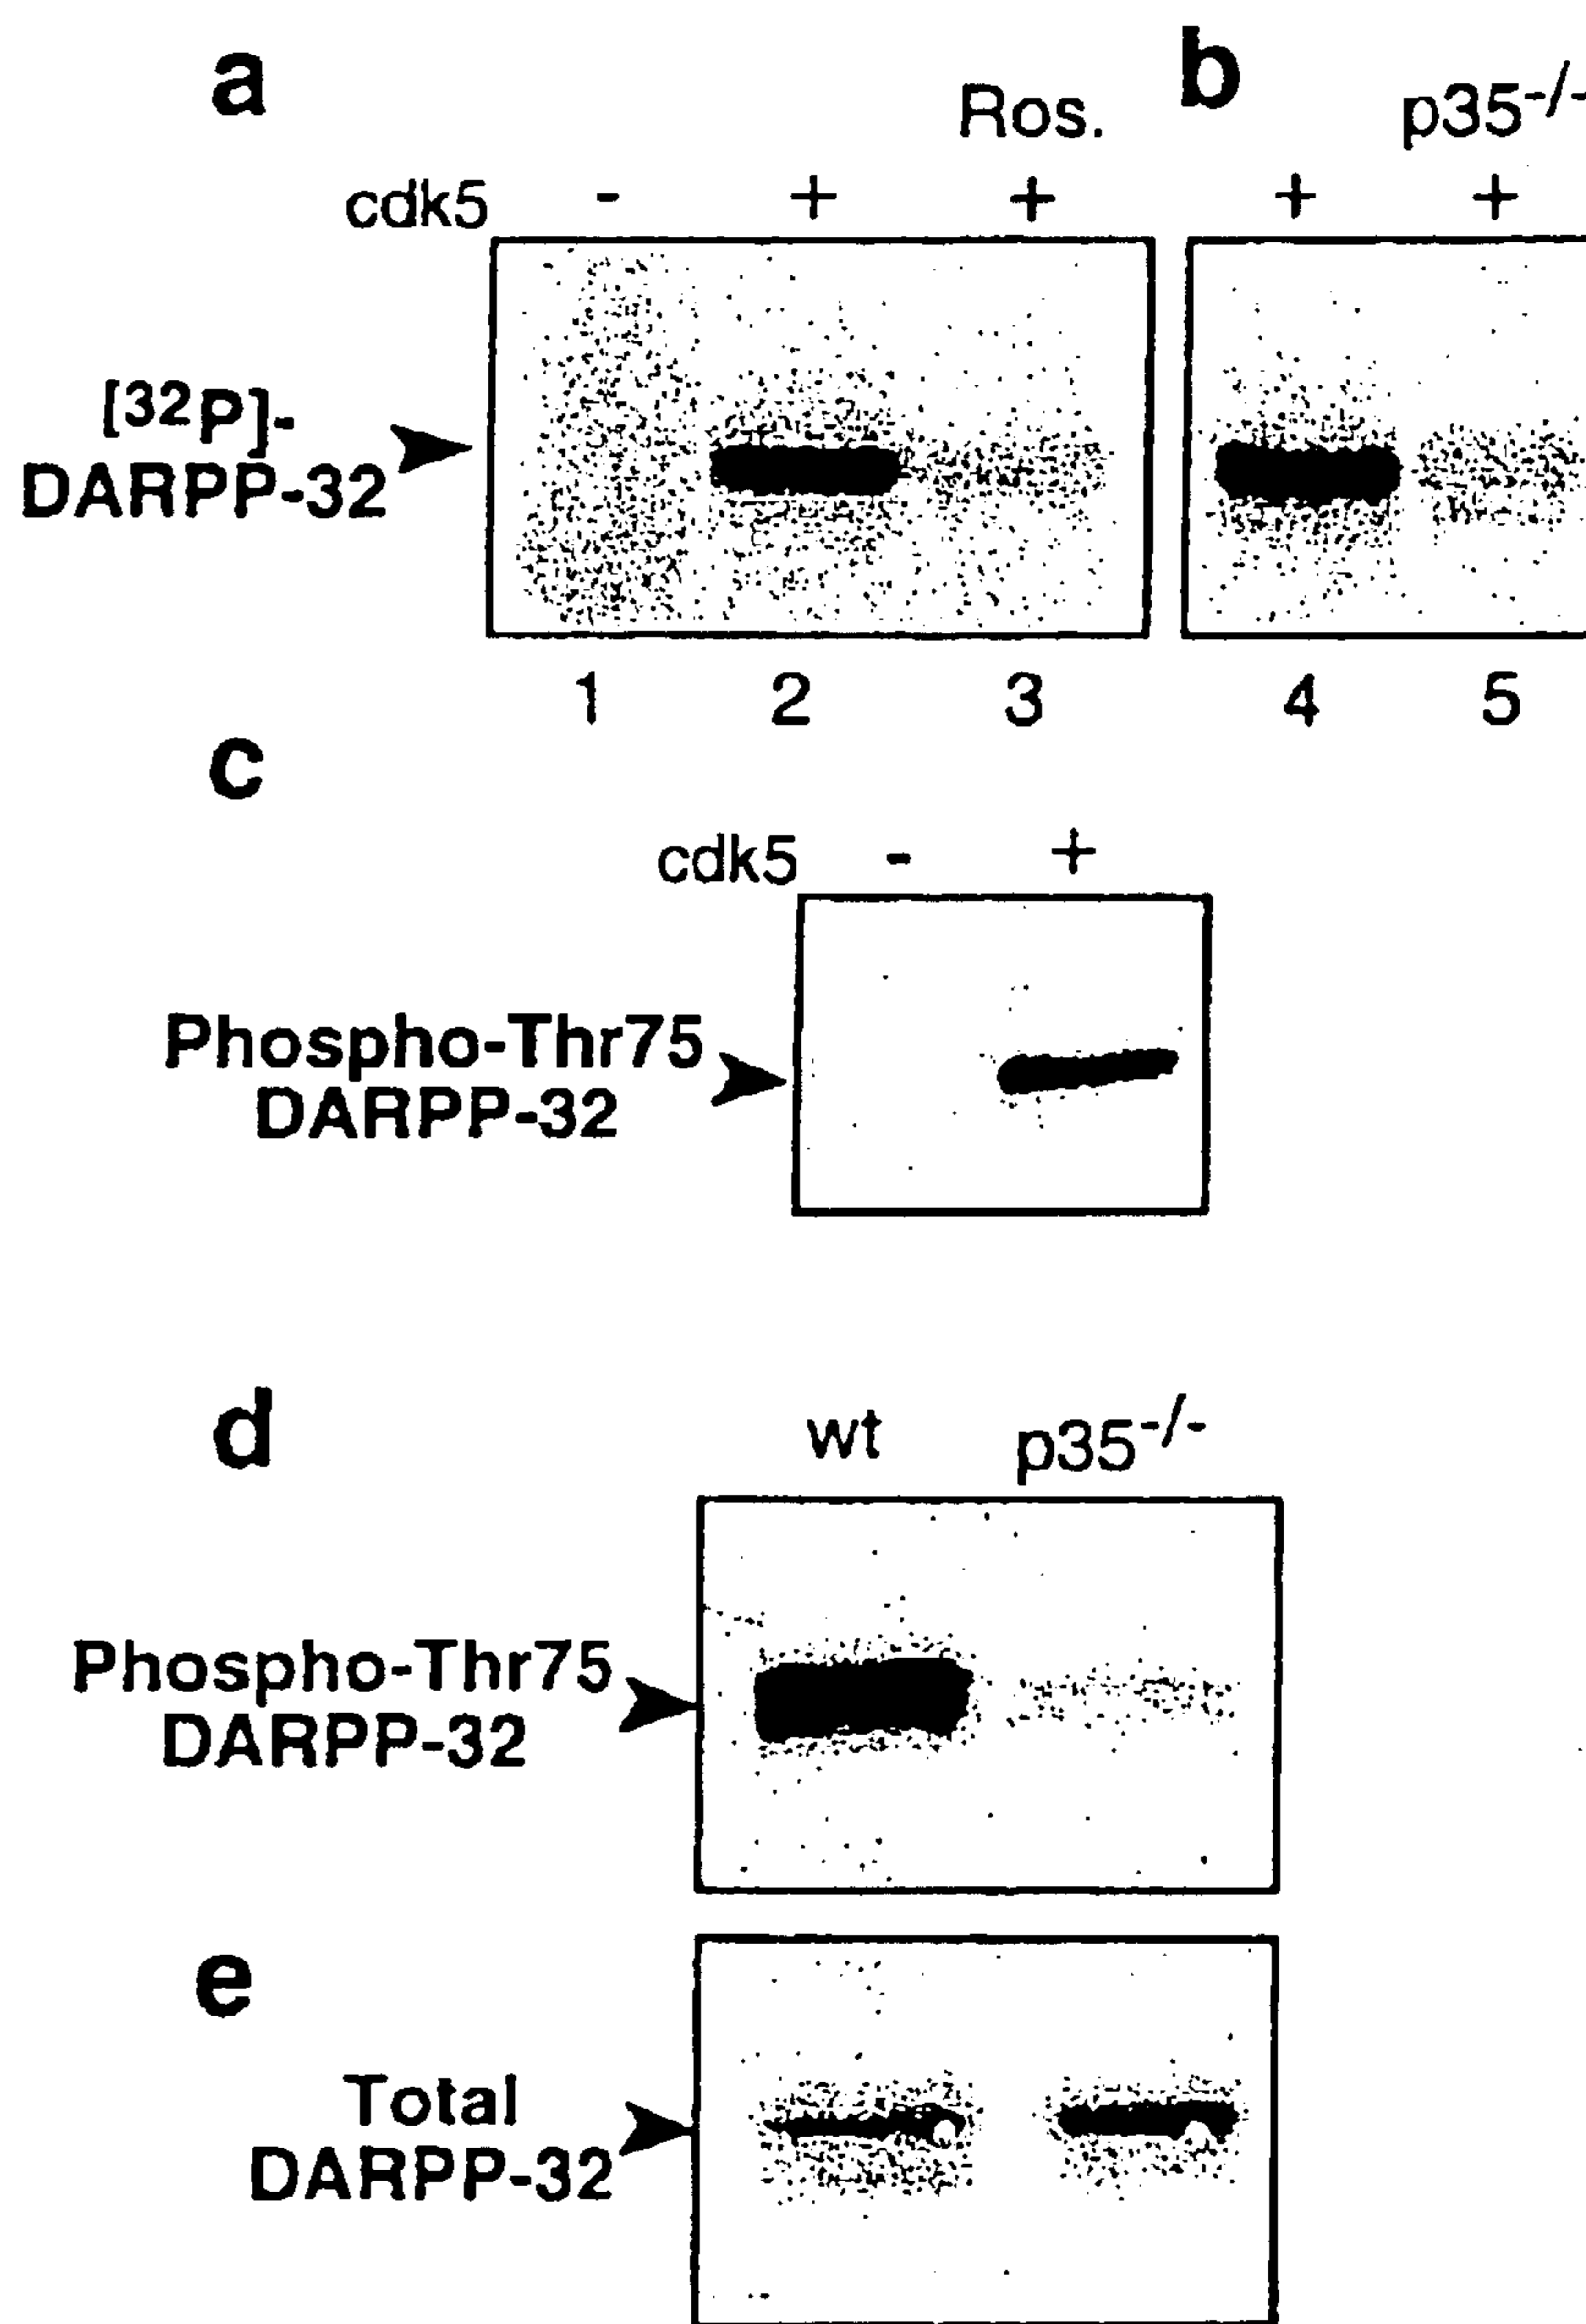 a
b
Ros.
p35-/-
cdk5 - + +
+ +
[32P]-
DARPP-32
1 2 3 4 5
c
cdk5 - +
Phospho-Thr75
DARPP-32
d
wt p35-/-
Phospho-Thr75
DARPP-32
e
Total
DARPP-32